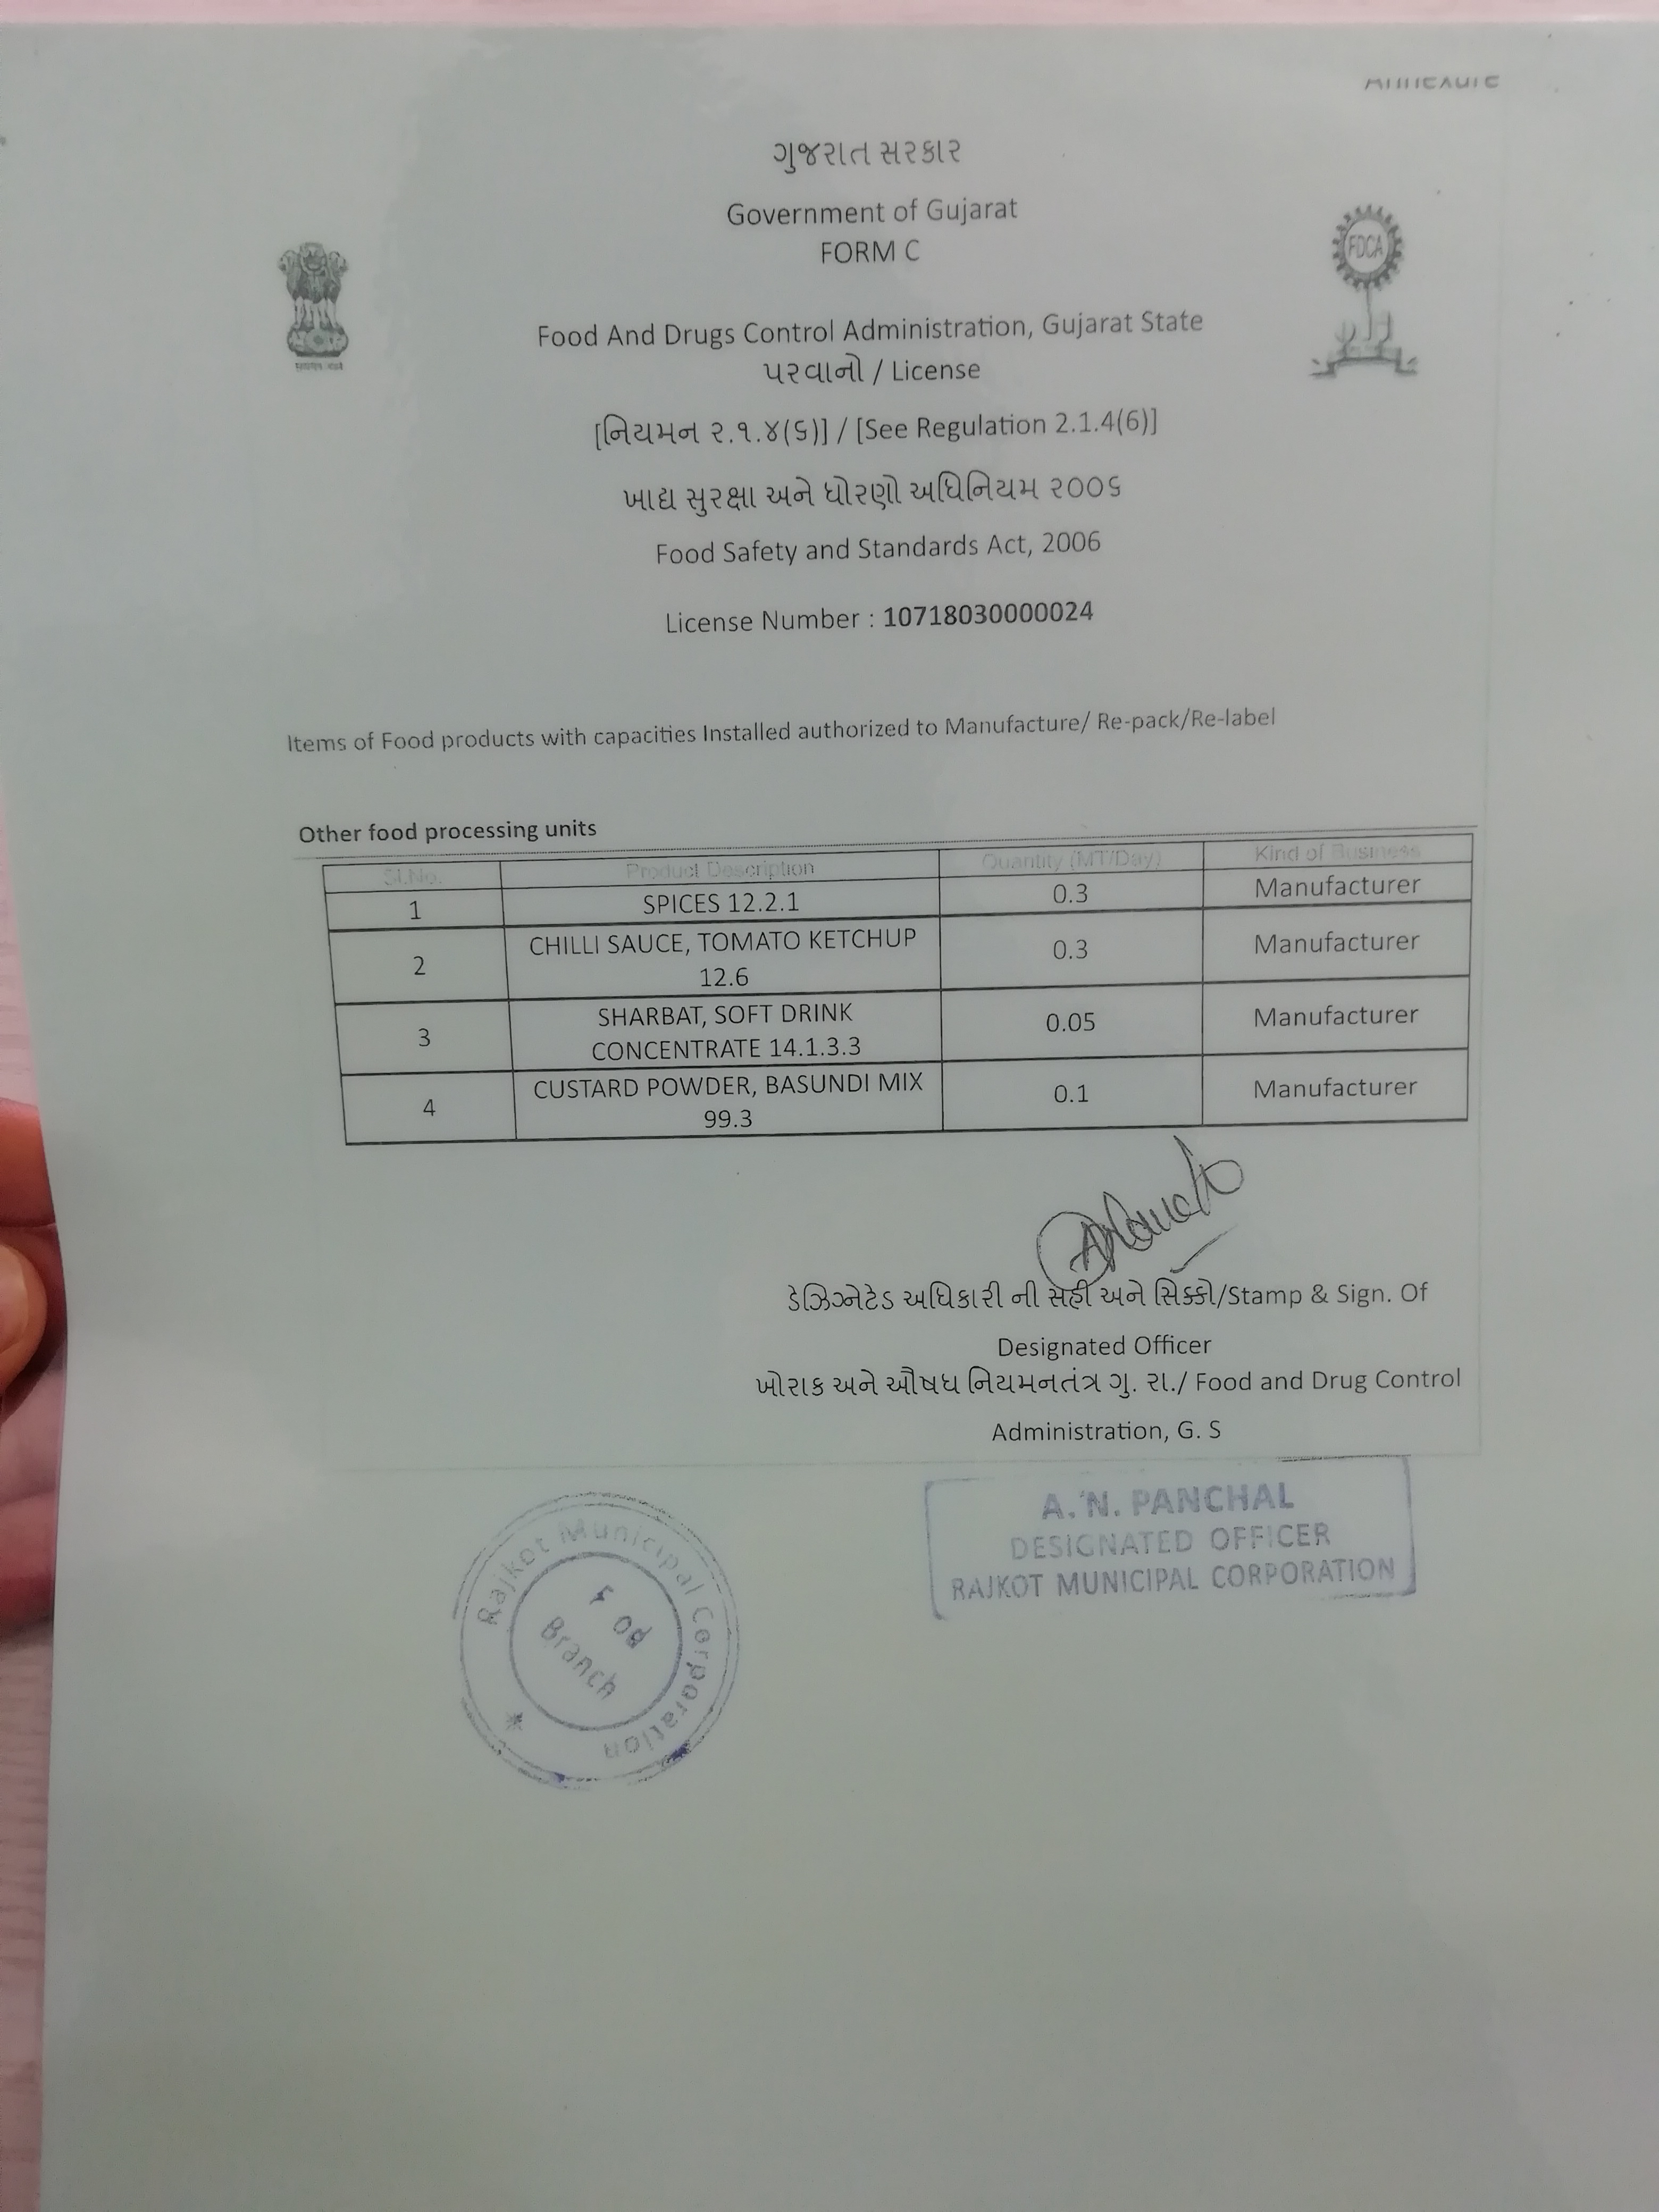 ગુજરાત સરકાર
Government of Gujarat
FORM C
FDCA
Food And Drugs Control Administration, Gujarat State
પરવાનો / License
[નિયમન ૨.૧.૪(૬)] / [See Regulation 2.1.4(6)]
ખાદ્ય સુરક્ષા અને ધોરણો અધિનિયમ ૨૦૦૬
Food Safety and Standards Act, 2006
License Number : 10718030000024
Items of Food products with capacities Installed authorized to Manufacture/ Re-pack/Re-label
Other food processing units
Sl.No. Product Description Quantity (MT/Day) Kind of Business
1 SPICES 12.2.1 0.3 Manufacturer
2 CHILLI SAUCE, TOMATO KETCHUP 12.6 0.3 Manufacturer
3 SHARBAT, SOFT DRINK CONCENTRATE 14.1.3.3 0.05 Manufacturer
4 CUSTARD POWDER, BASUNDI MIX 99.3 0.1 Manufacturer
ડેઝિગ્નેટેડ અધિકારી ની સહી અને સિક્કો/Stamp & Sign. Of
Designated Officer
ખોરાક અને ઔષધ નિયમનતંત્ર ગુ. રા./ Food and Drug Control
Administration, G. S
A. N. PANCHAL
DESIGNATED OFFICER
RAJKOT MUNICIPAL CORPORATION
Rajkot Municipal Corporation
Food
Branch